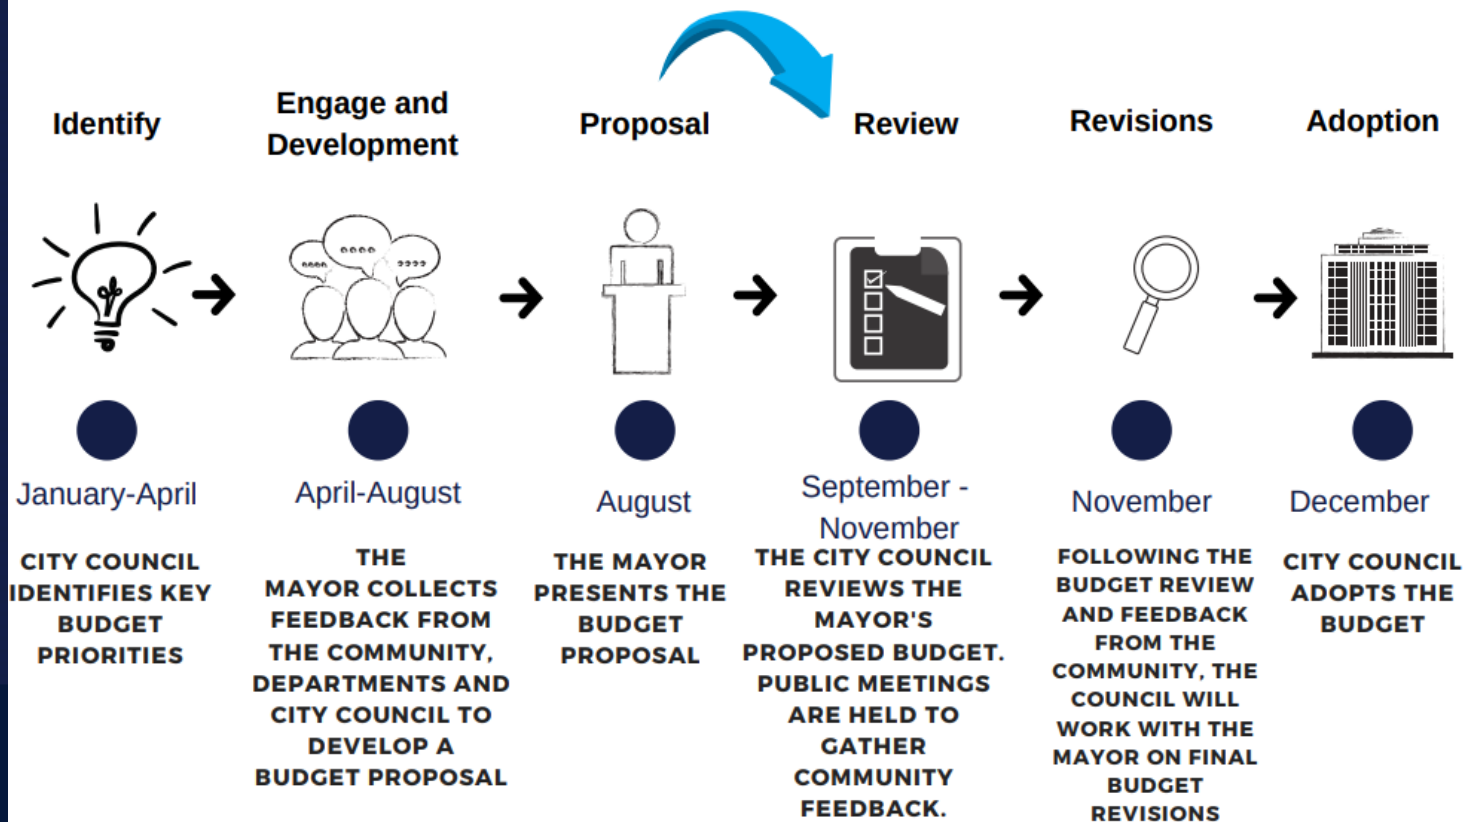 Identify
Engage and
Development
Proposal
Review
Revisions
Adoption
January-April
CITY COUNCIL
IDENTIFIES KEY
BUDGET
PRIORITIES
April-August
THE
MAYOR COLLECTS
FEEDBACK FROM
THE COMMUNITY,
DEPARTMENTS AND
CITY COUNCIL TO
DEVELOP A
BUDGET PROPOSAL
August
THE MAYOR
PRESENTS THE
BUDGET
PROPOSAL
September -
November
THE CITY COUNCIL
REVIEWS THE
MAYOR'S
PROPOSED BUDGET.
PUBLIC MEETINGS
ARE HELD TO
GATHER
COMMUNITY
FEEDBACK.
November
FOLLOWING THE
BUDGET REVIEW
AND FEEDBACK
FROM THE
COMMUNITY, THE
COUNCIL WILL
WORK WITH THE
MAYOR ON FINAL
BUDGET
REVISIONS
December
CITY COUNCIL
ADOPTS THE
BUDGET